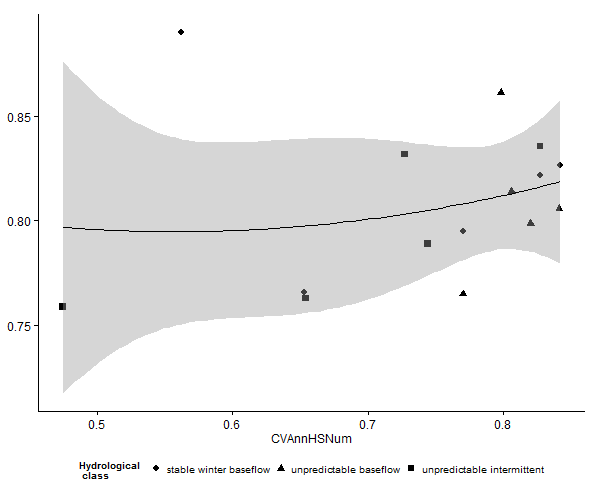 0.85
0.80
0.75
0.5 0.6 0.7 0.8
CVAnnHSNum
Hydrological
class
stable winter baseflow unpredictable baseflow unpredictable intermittent